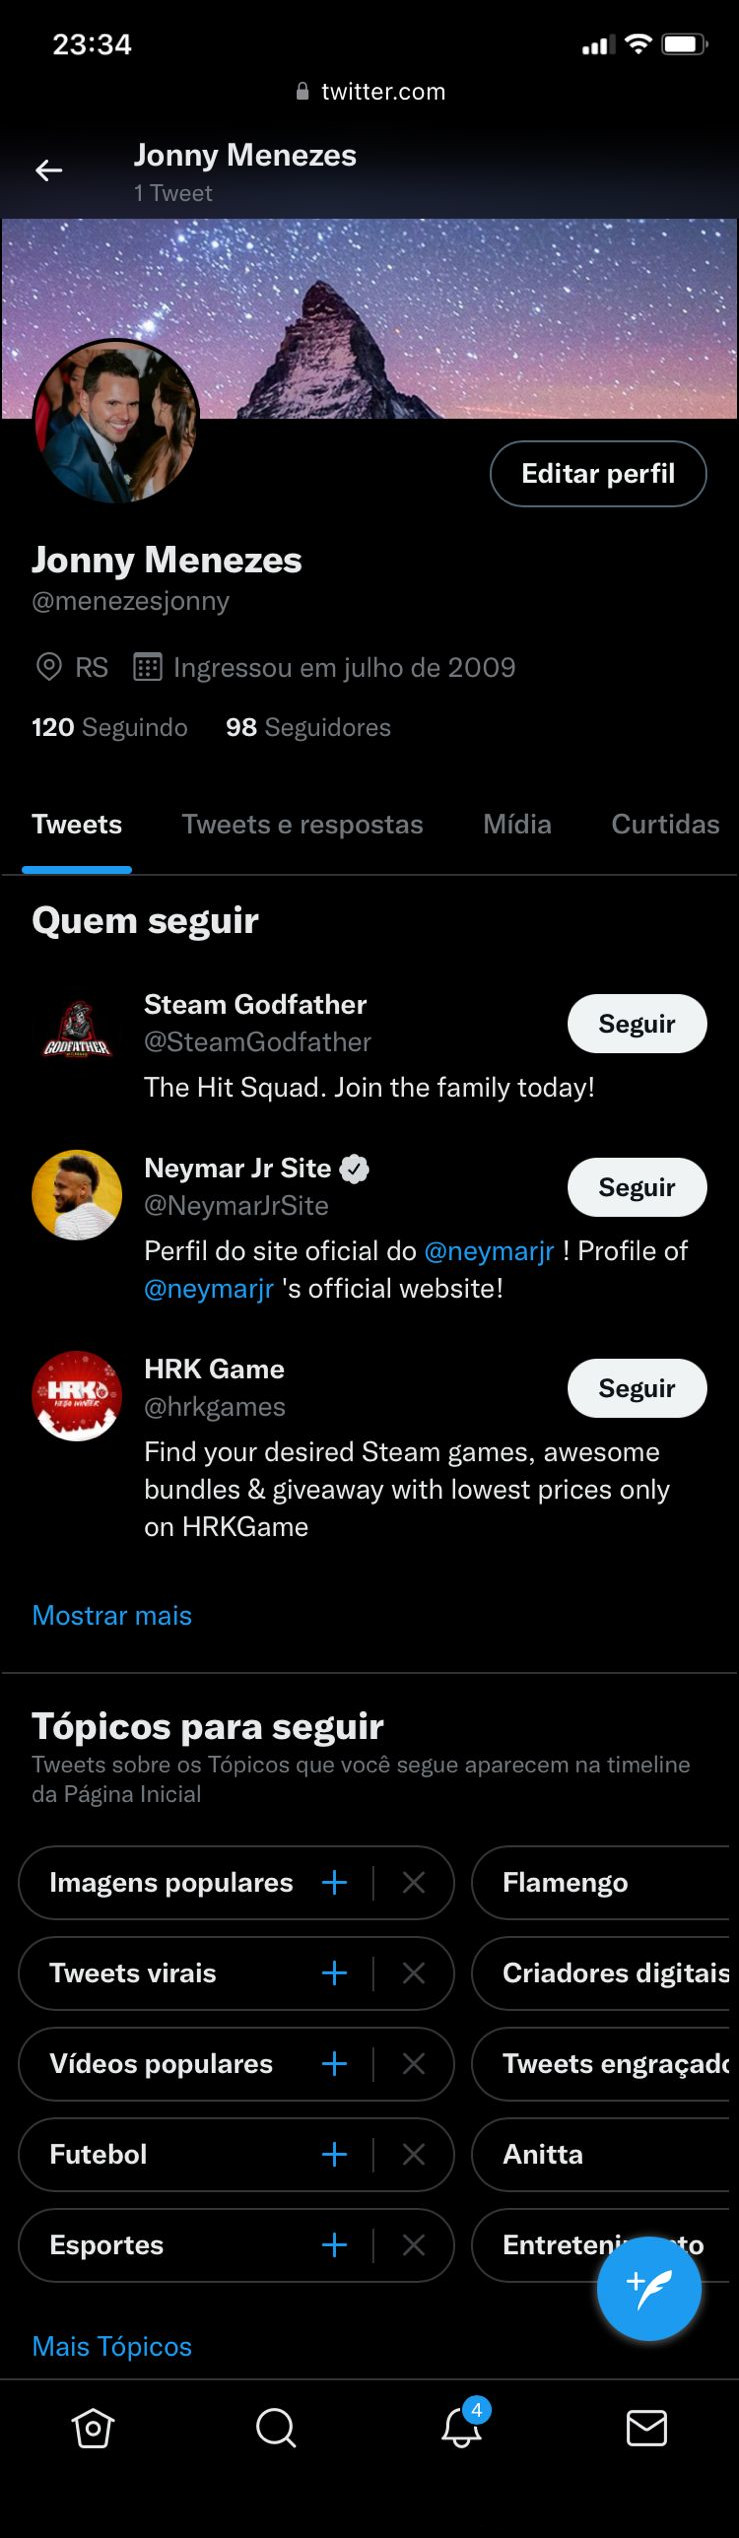 23:34
twitter.com
Jonny Menezes
1 Tweet
Editar perfil
Jonny Menezes
@menezesjonny
RS Ingressou em julho de 2009
120 Seguindo 98 Seguidores
Tweets Tweets e respostas Mídia Curtidas
Quem seguir
GODFATHER
Steam Godfather
@SteamGodfather
Seguir
The Hit Squad. Join the family today!
Neymar Jr Site
@NeymarJrSite
Seguir
Perfil do site oficial do @neymarjr ! Profile of
@neymarjr 's official website!
HRK
HRK Game
@hrkgames
Seguir
Find your desired Steam games, awesome
bundles & giveaway with lowest prices only
on HRKGame
Mostrar mais
Tópicos para seguir
Tweets sobre os Tópicos que você segue aparecem na timeline
da Página Inicial
Imagens populares Flamengo
Tweets virais Criadores digitais
Vídeos populares Tweets engraçado
Futebol Anitta
Esportes Entretenimento
Mais Tópicos
4